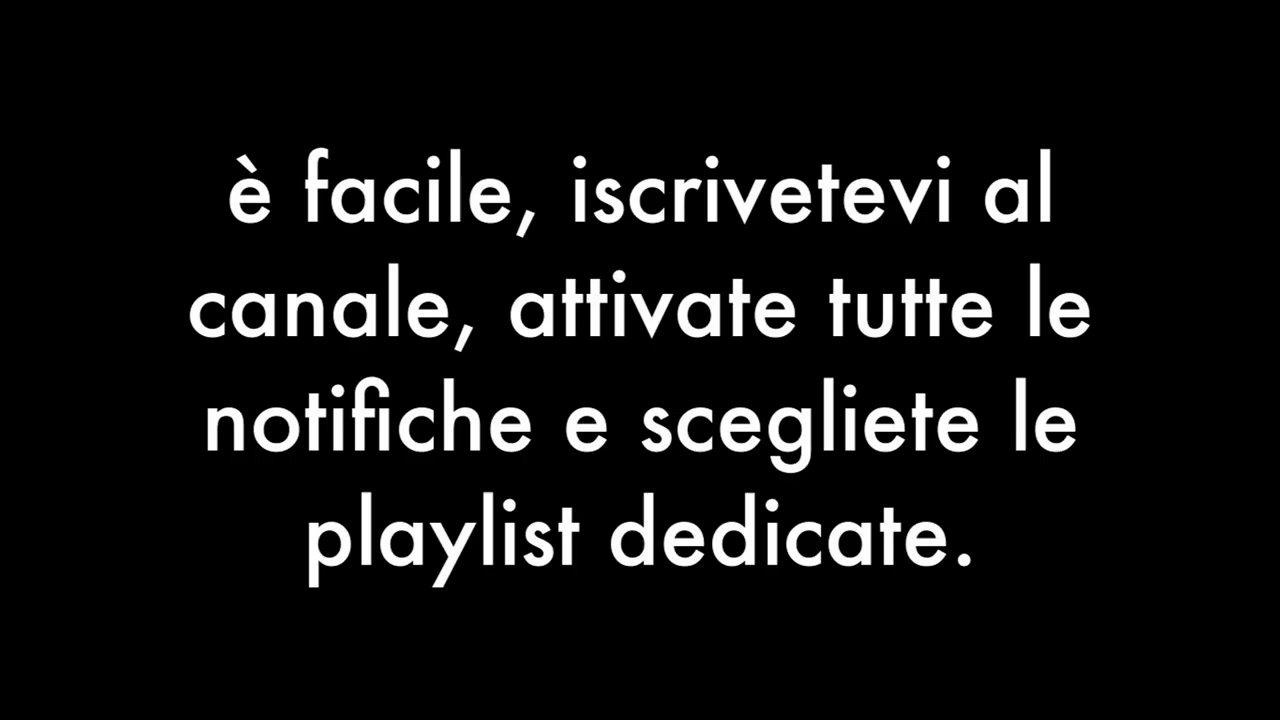 è facile, iscrivetevi al
canale, attivate tutte le
notifiche e scegliete le
playlist dedicate.